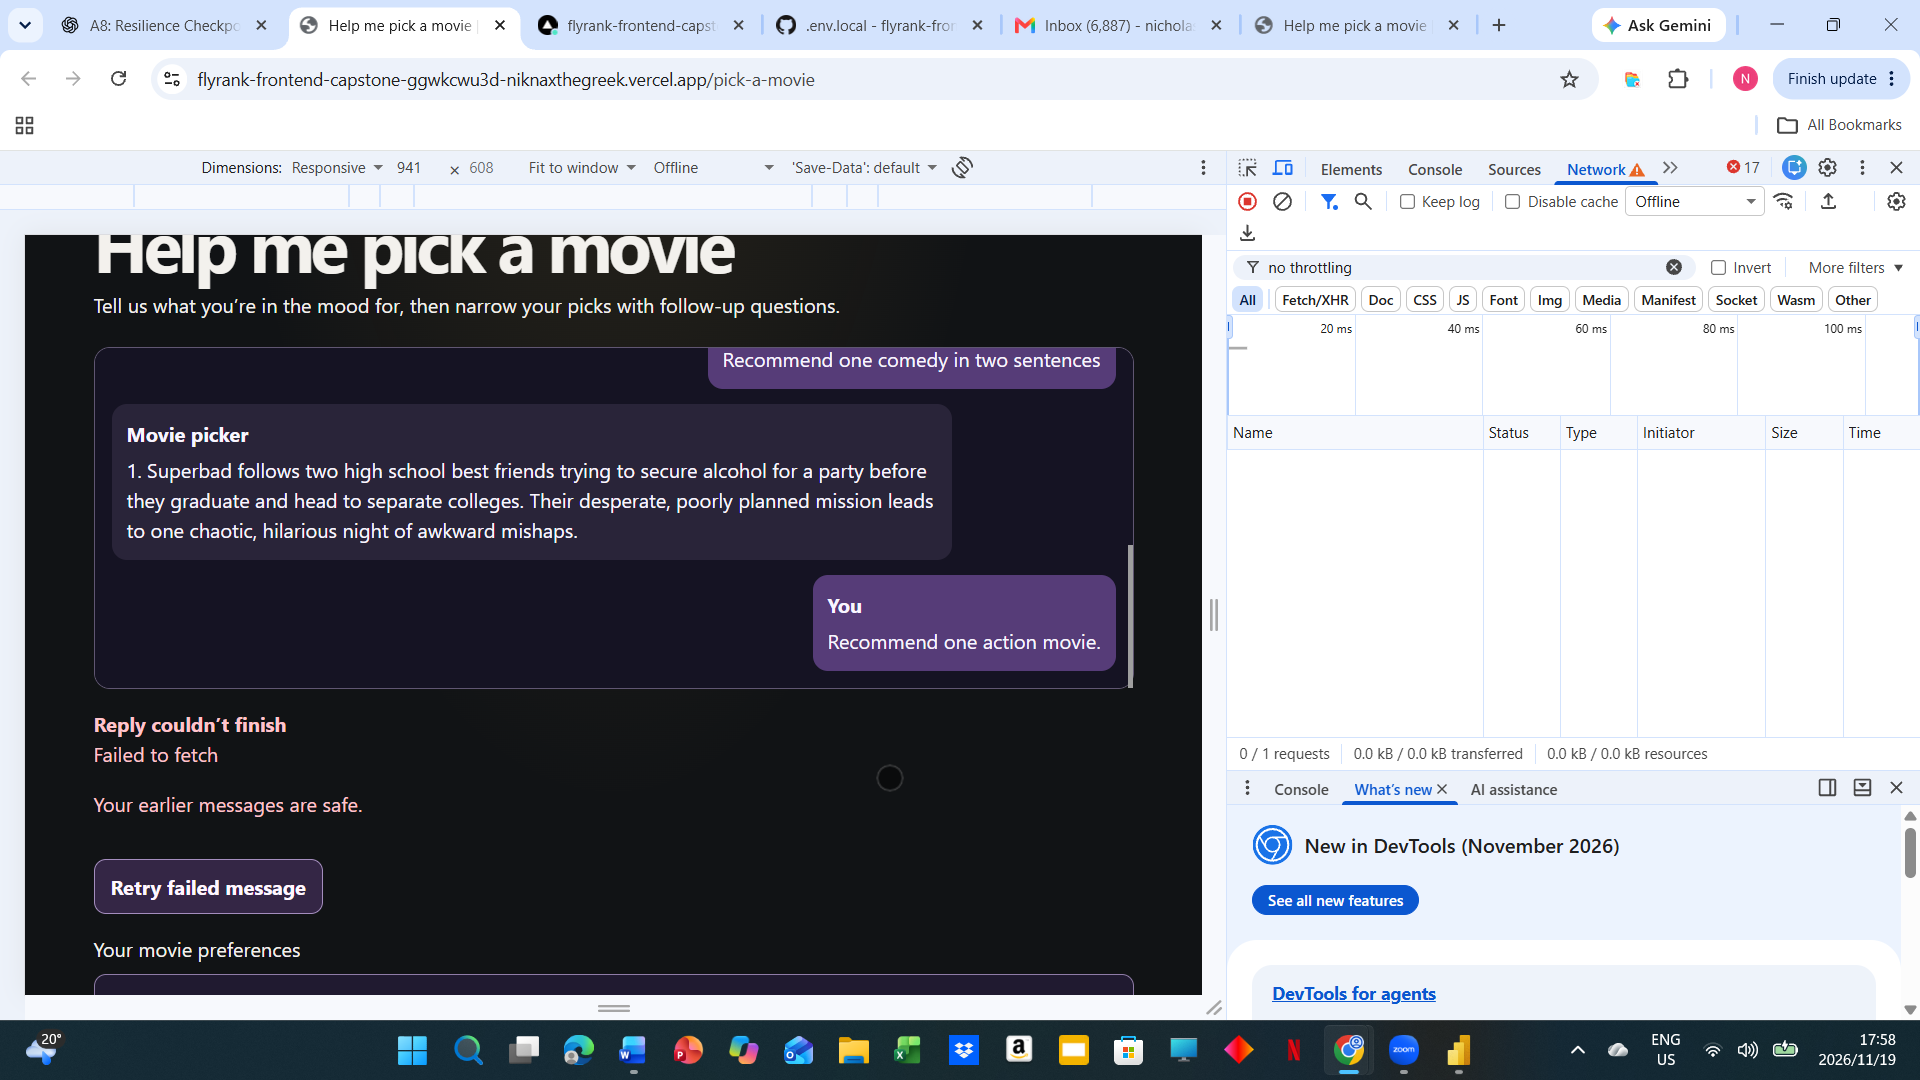 A8: Resilience Checkpo
Help me pick a movie
flyrank-frontend-capst
.env.local - flyrank-fron
Inbox (6,887) - nichola
Help me pick a movie
Ask Gemini
flyrank-frontend-capstone-ggwkcwu3d-niknaxthegreek.vercel.app/pick-a-movie
N
Finish update
All Bookmarks
Dimensions: Responsive 941 x 608 Fit to window Offline 'Save-Data': default
Elements Console Sources Network 17
Keep log Disable cache Offline
no throttling Invert More filters
All Fetch/XHR Doc CSS JS Font Img Media Manifest Socket Wasm Other
20 ms 40 ms 60 ms 80 ms 100 ms
Name Status Type Initiator Size Time
0 / 1 requests 0.0 kB / 0.0 kB transferred 0.0 kB / 0.0 kB resources
Console What's new AI assistance
New in DevTools (November 2026)
See all new features
DevTools for agents
Help me pick a movie
Tell us what you’re in the mood for, then narrow your picks with follow-up questions.
Recommend one comedy in two sentences
Movie picker
1. Superbad follows two high school best friends trying to secure alcohol for a party before
they graduate and head to separate colleges. Their desperate, poorly planned mission leads
to one chaotic, hilarious night of awkward mishaps.
You
Recommend one action movie.
Reply couldn’t finish
Failed to fetch
Your earlier messages are safe.
Retry failed message
Your movie preferences
20°
ENG
US
17:58
2026/11/19
zoom